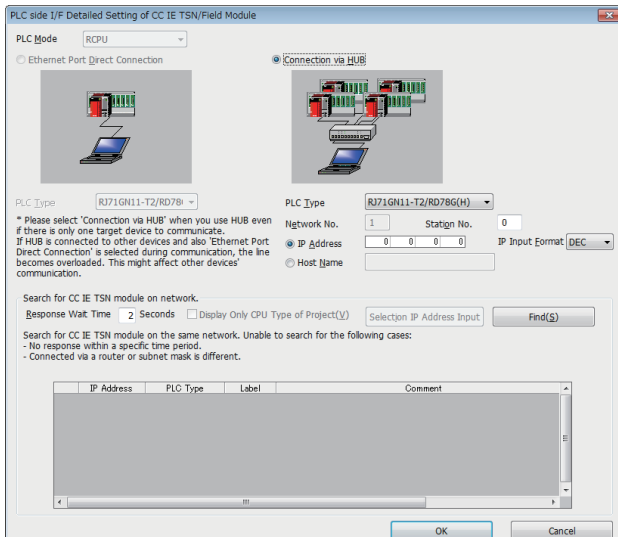 PLC side I/F Detailed Setting of CC IE TSN/Field Module
PLC Mode RCPU
Ethernet Port Direct Connection Connection via HUB
PLC Type RJ71GN11-T2/RD78( PLC Type RJ71GN11-T2/RD78G(H)
* Please select 'Connection via HUB' when you use HUB even
if there is only one target device to communicate.
If HUB is connected to other devices and also 'Ethernet Port
Direct Connection' is selected during communication, the line
becomes overloaded. This might affect other devices'
communication.
Network No. 1 Station No. 0
IP Address 0 0 0 0 IP Input Format DEC
Host Name
Search for CC IE TSN module on network.
Response Wait Time 2 Seconds Display Only CPU Type of Project(V) Selection IP Address Input Find(S)
Search for CC IE TSN module on the same network. Unable to search for the following cases:
- No response within a specific time period.
- Connected via a router or subnet mask is different.
IP Address PLC Type Label Comment
OK Cancel